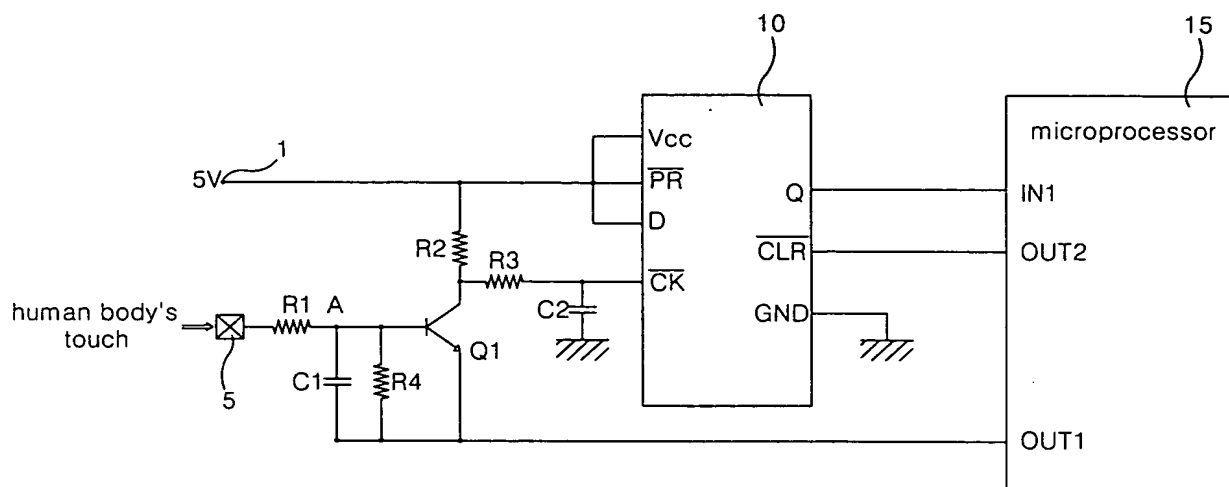 10
15
microprocessor
Vcc
1
5V
PR
Q
IN1
D
R2
CLR
OUT2
R3
CK
human body's
touch
R1
A
C2
GND
Q1
5
C1
R4
OUT1